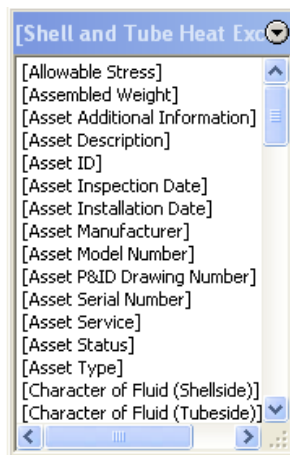 [Shell and Tube Heat Exc
[Allowable Stress]
[Assembled Weight]
[Asset Additional Information]
[Asset Description]
[Asset ID]
[Asset Inspection Date]
[Asset Installation Date]
[Asset Manufacturer]
[Asset Model Number]
[Asset P&ID Drawing Number]
[Asset Serial Number]
[Asset Service]
[Asset Status]
[Asset Type]
[Character of Fluid (Shellside)]
[Character of Fluid (Tubeside)]